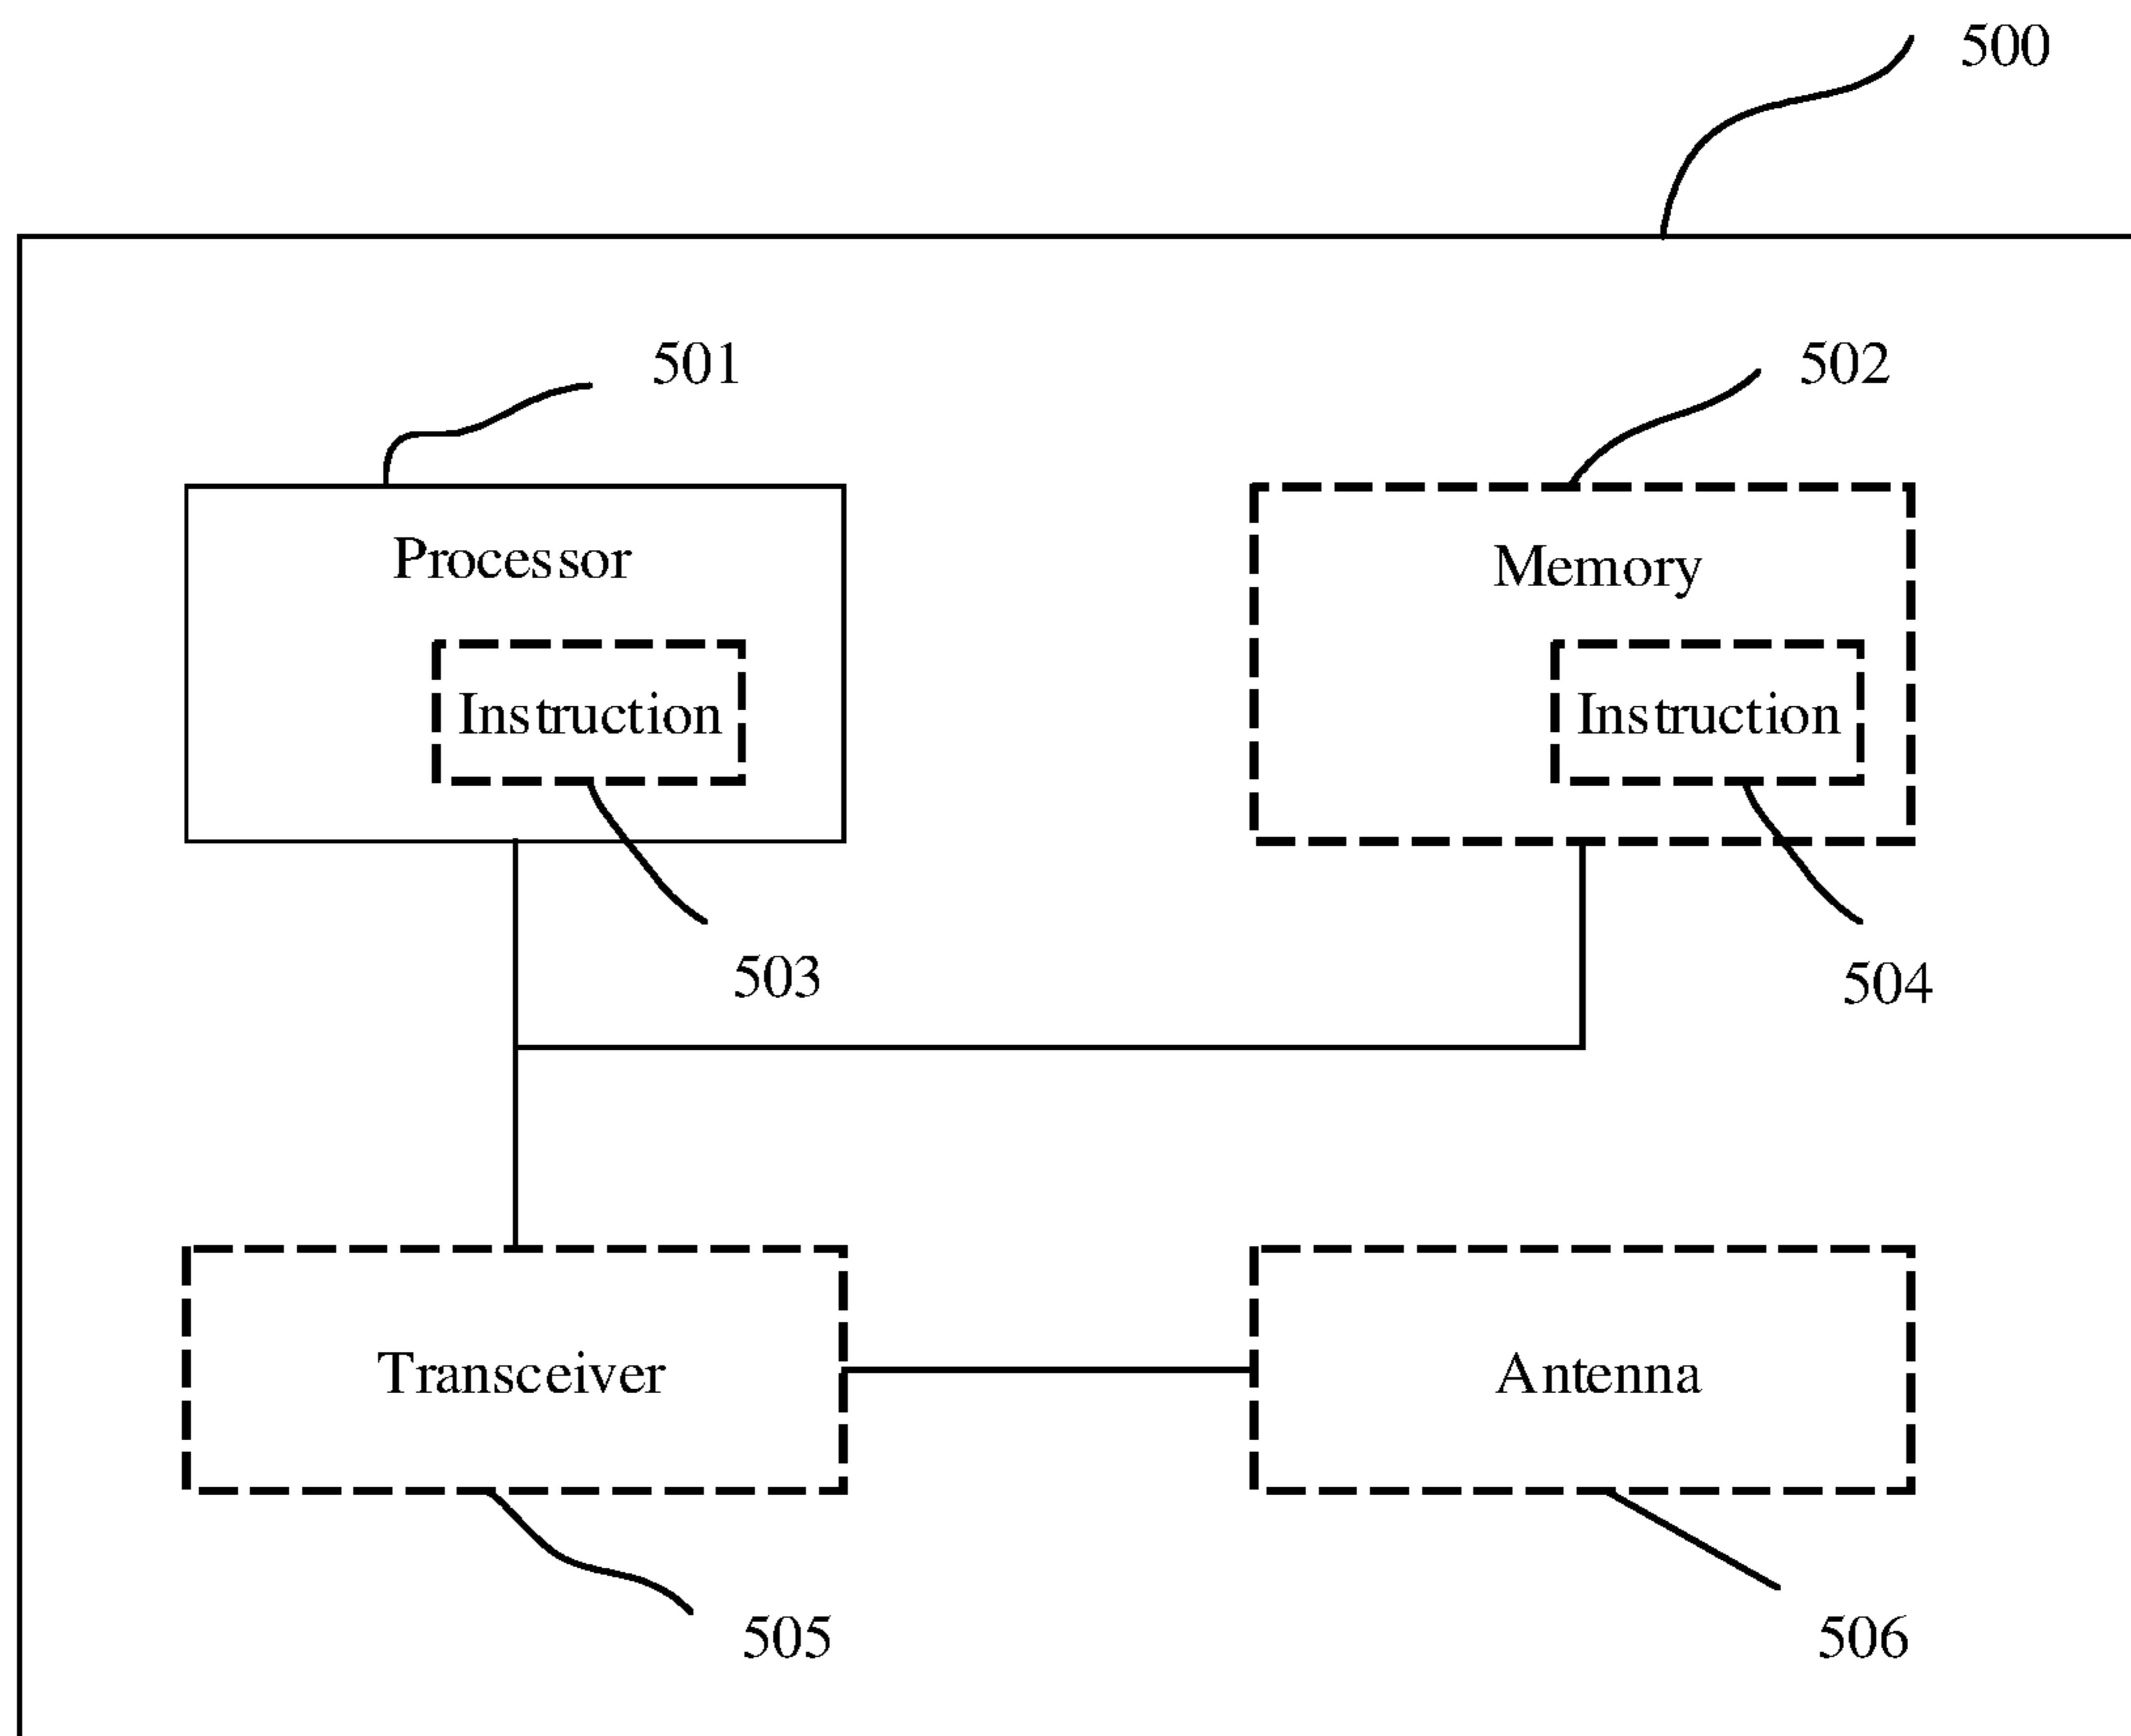 500
501
502
Processor
Memory
Instruction
Instruction
503
504
Transceiver
Antenna
505
506